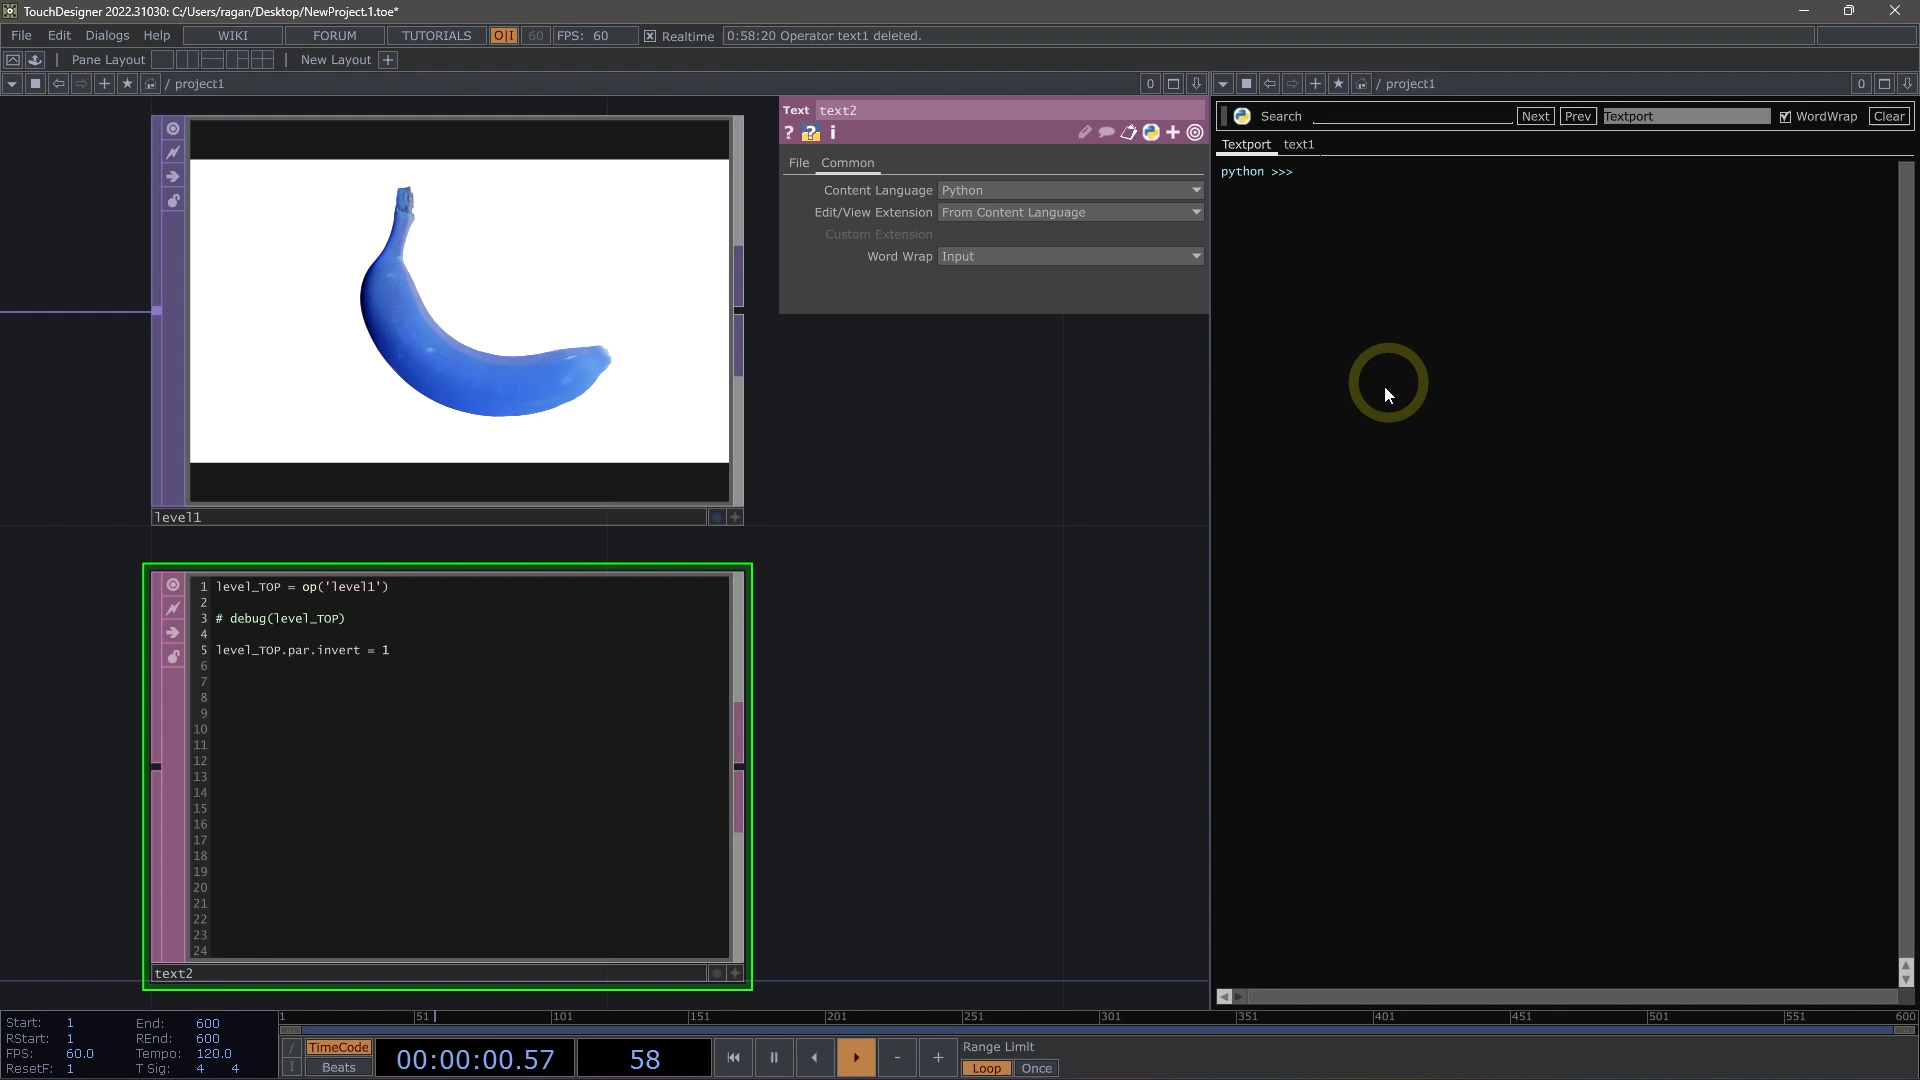 TouchDesigner 2022.31030: C:/Users/ragan/Desktop/NewProject.1.toe*
File Edit Dialogs Help WIKI FORUM TUTORIALS O|I 60 FPS: 60 Realtime 0:58:20 Operator text1 deleted.
Pane Layout New Layout +
/ project1 0
/ project1 0
Text text2
? ? i
File Common
Content Language Python
Edit/View Extension From Content Language
Custom Extension
Word Wrap Input
Search Next Prev Textport WordWrap Clear
Textport text1
python >>>
level1
1 level_TOP = op('level1')
2
3 # debug(level_TOP)
4
5 level_TOP.par.invert = 1
6
7
8
9
10
11
12
13
14
15
16
17
18
19
20
21
22
23
24
text2
1 51 101 151 201 251 301 351 401 451 501 551 600
Start: 1 End: 600
RStart: 1 REnd: 600
FPS: 60.0 Tempo: 120.0
ResetF: 1 T Sig: 4 4
/
I
TimeCode
Beats
00:00:00.57 58 - +
Range Limit
Loop Once